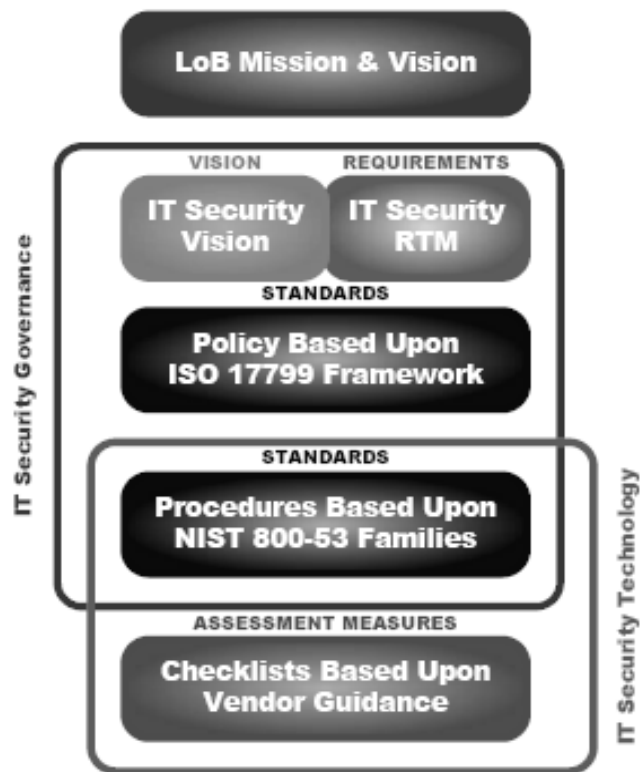 LoB Mission & Vision
VISION
REQUIREMENTS
IT Security
Vision
IT Security
RTM
STANDARDS
Policy Based Upon
ISO 17799 Framework
IT Security Governance
STANDARDS
Procedures Based Upon
NIST 800-53 Families
ASSESSMENT MEASURES
Checklists Based Upon
Vendor Guidance
IT Security Technology